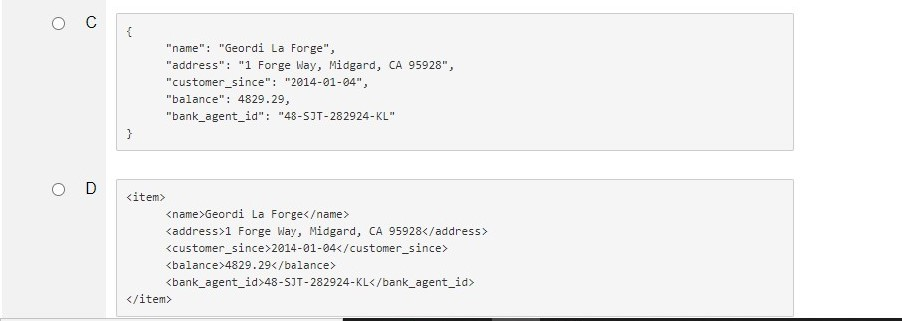 C
{
"name": "Geordi La Forge",
"address": "1 Forge Way, Midgard, CA 95928",
"customer_since": "2014-01-04",
"balance": 4829.29,
"bank_agent_id": "48-SJT-282924-KL"
}
D
<item>
<name>Geordi La Forge</name>
<address>1 Forge Way, Midgard, CA 95928</address>
<customer_since>2014-01-04</customer_since>
<balance>4829.29</balance>
<bank_agent_id>48-SJT-282924-KL</bank_agent_id>
</item>